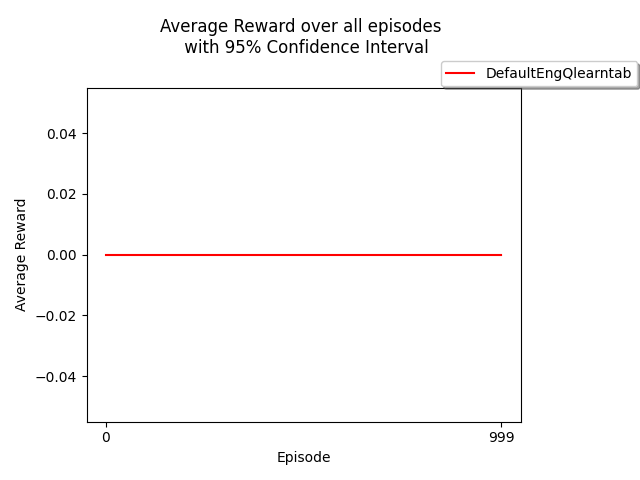 Average Reward over all episodes
with 95% Confidence Interval
DefaultEngQlearntab
0.04
0.02
0.00
−0.02
−0.04
Average Reward
0
999
Episode